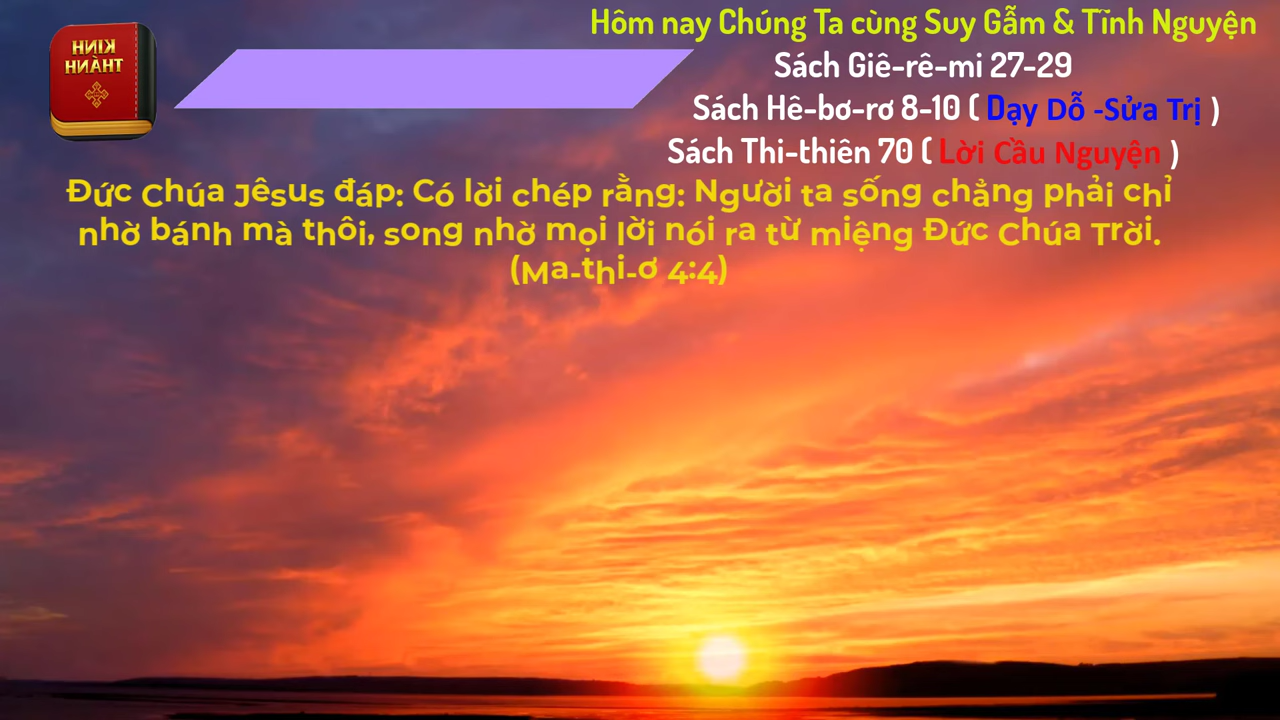 KINH
THÀNH
Hôm nay Chúng Ta cùng Suy Gẫm & Tĩnh Nguyện
Sách Giê-rê-mi 27-29
Sách Hê-bơ-rơ 8-10 ( Dạy Dỗ -Sửa Trị )
Sách Thi-thiên 70 ( Lời Cầu Nguyện )
Đức Chúa Jêsus đáp: Có lời chép rằng: Người ta sống chẳng phải chỉ
nhờ bánh mà thôi, song nhờ mọi lời nói ra từ miệng Đức Chúa Trời.
(Ma-thi-ơ 4:4)